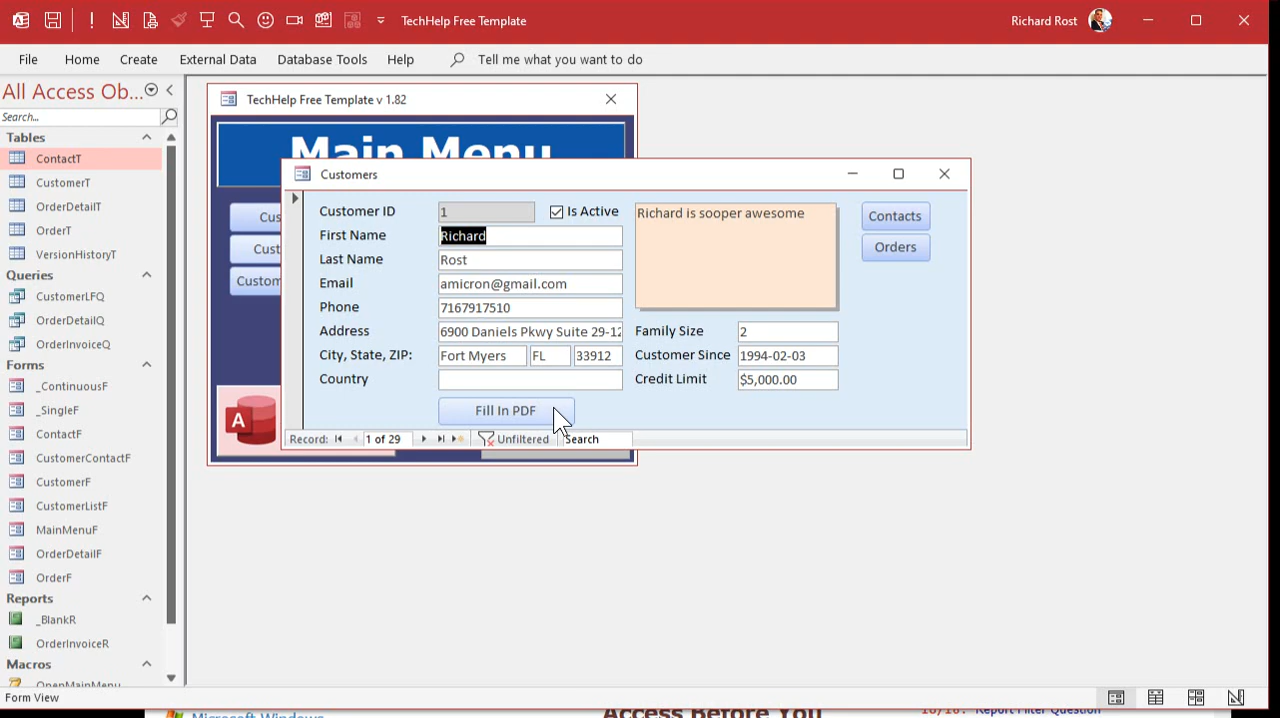 TechHelp Free Template
Richard Rost
File Home Create External Data Database Tools Help Tell me what you want to do
All Access Ob...
Search...
Tables
ContactT
CustomerT
OrderDetailT
OrderT
VersionHistoryT
Queries
CustomerLFQ
OrderDetailQ
OrderInvoiceQ
Forms
_ContinuousF
_SingleF
ContactF
CustomerContactF
CustomerF
CustomerListF
MainMenuF
OrderDetailF
OrderF
Reports
_BlankR
OrderInvoiceR
Macros
OpenMainMenu
TechHelp Free Template v 1.82
Main Menu
Cus
Cust
Custom
A
Customers
Customer ID 1 Is Active
First Name Richard
Last Name Rost
Email amicron@gmail.com
Phone 7167917510
Address 6900 Daniels Pkwy Suite 29-12
City, State, ZIP: Fort Myers FL 33912
Country
Richard is sooper awesome
Family Size 2
Customer Since 1994-02-03
Credit Limit $5,000.00
Contacts
Orders
Fill In PDF
Record: 1 of 29 Unfiltered Search
Form View
Microsoft Windows
Access Before You
Report Filter Question